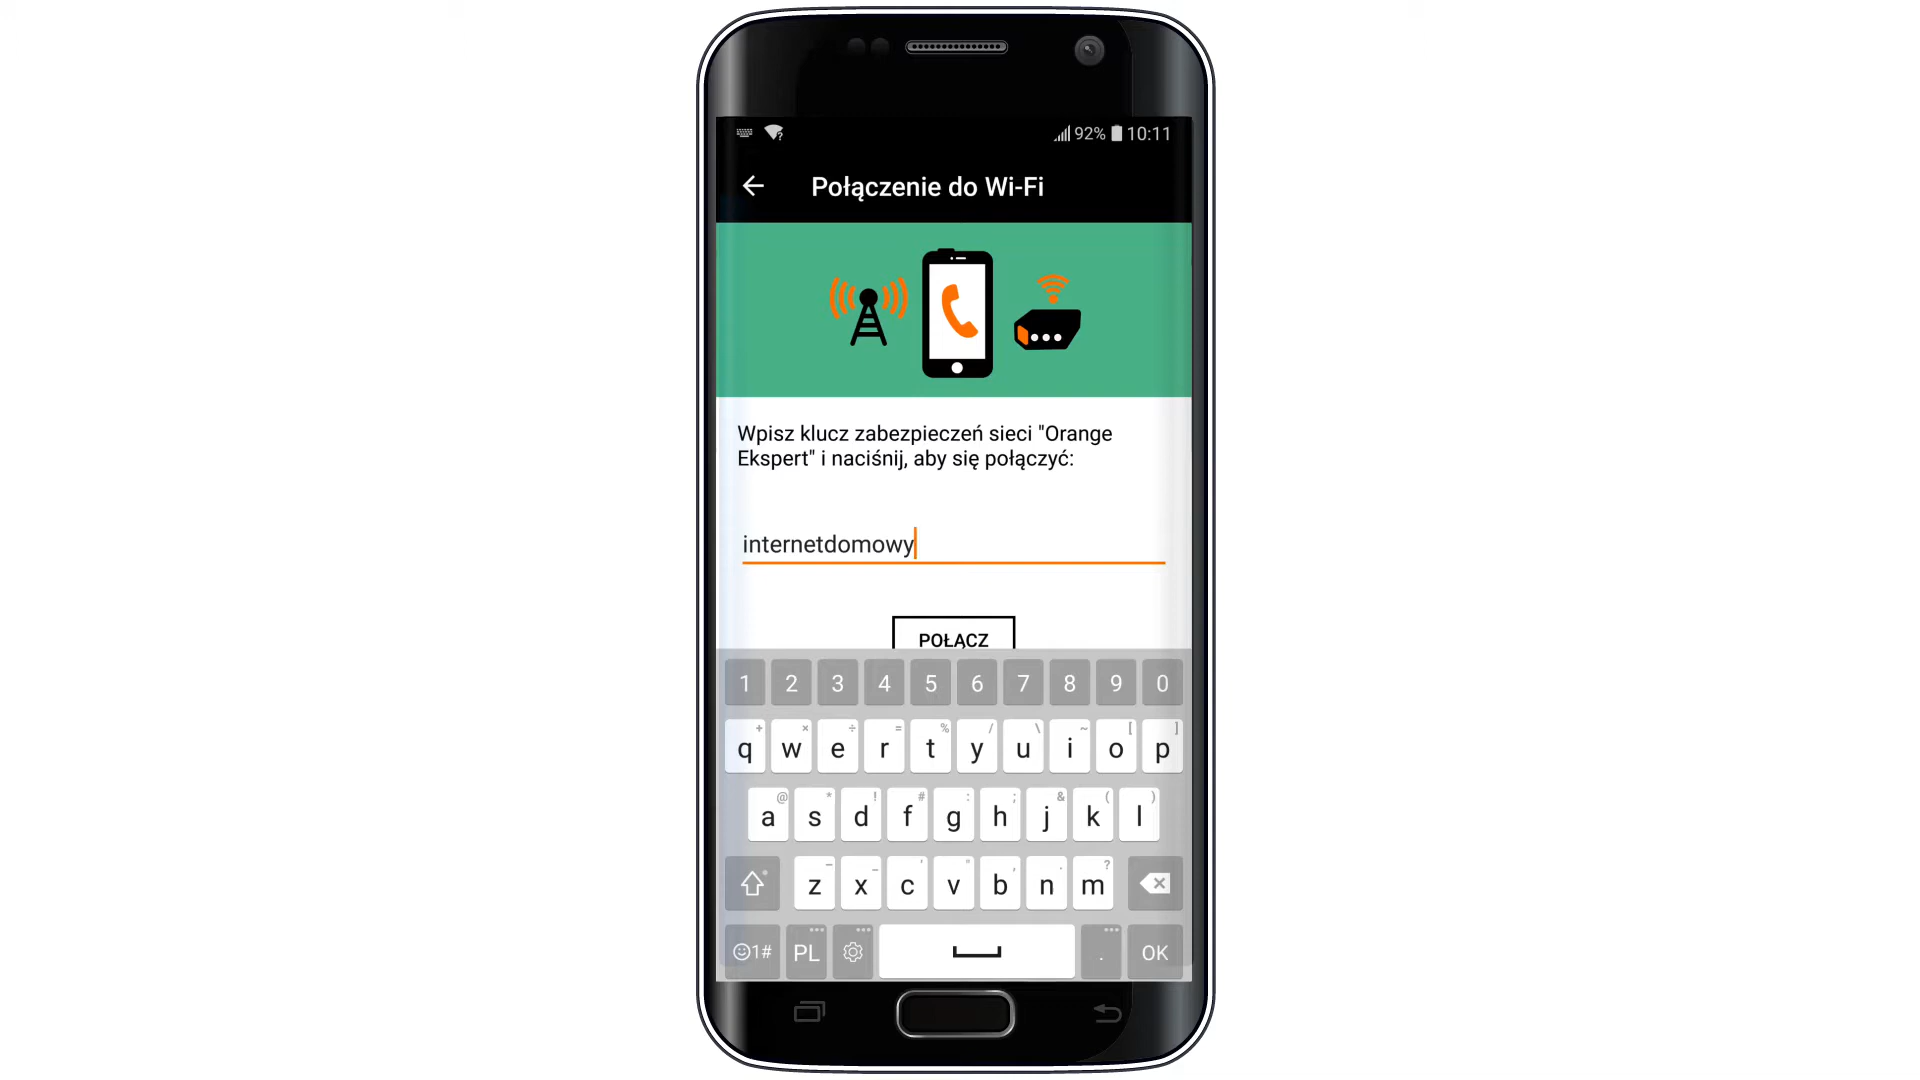 92% 10:11
Połączenie do Wi-Fi
Wpisz klucz zabezpieczeń sieci "Orange
Ekspert" i naciśnij, aby się połączyć:
internetdomowy
POŁĄCZ
1 2 3 4 5 6 7 8 9 0
+ × ÷ = % / \ ~ [ ]
q w e r t y u i o p
@ * ! # : ; & ( )
a s d f g h j k l
- _ ' " , . ?
z x c v b n m
1# PL . OK